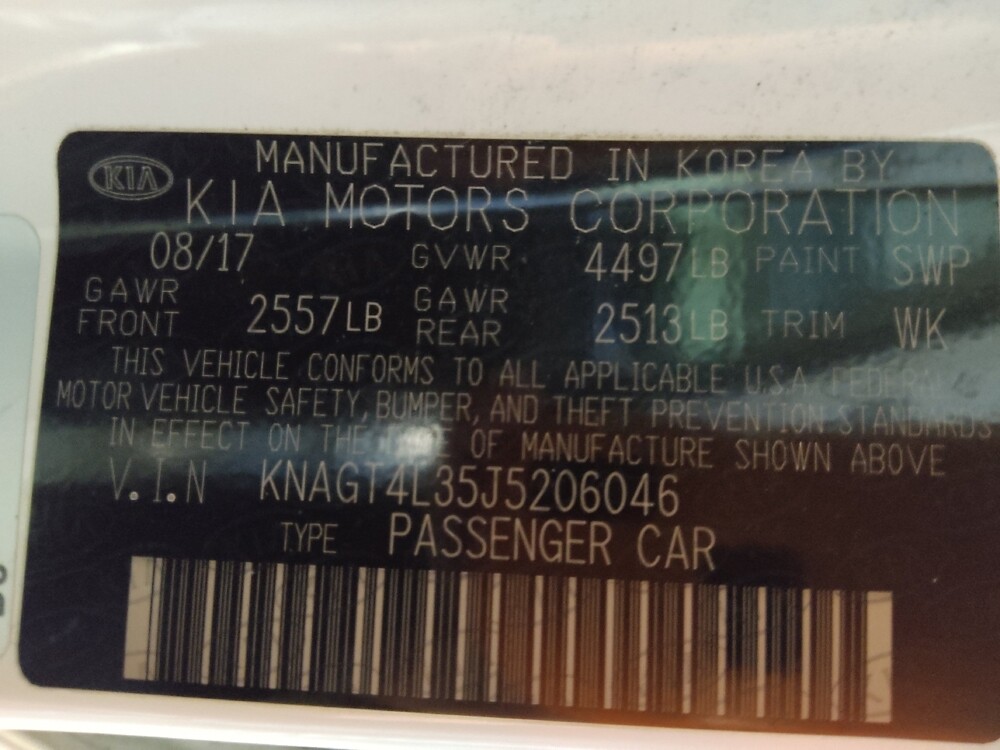 KIA MANUFACTURED IN KOREA BY
KIA MOTORS CORPORATION
08/17 GVWR 4497LB PAINT SWP
GAWR FRONT 2557LB GAWR REAR 2513LB TRIM WK
THIS VEHICLE CONFORMS TO ALL APPLICABLE U.S.A. FEDERAL
MOTOR VEHICLE SAFETY, BUMPER, AND THEFT PREVENTION STANDARDS
IN EFFECT ON THE DATE OF MANUFACTURE SHOWN ABOVE
V.I.N KNAGT4L35J5206046
TYPE PASSENGER CAR